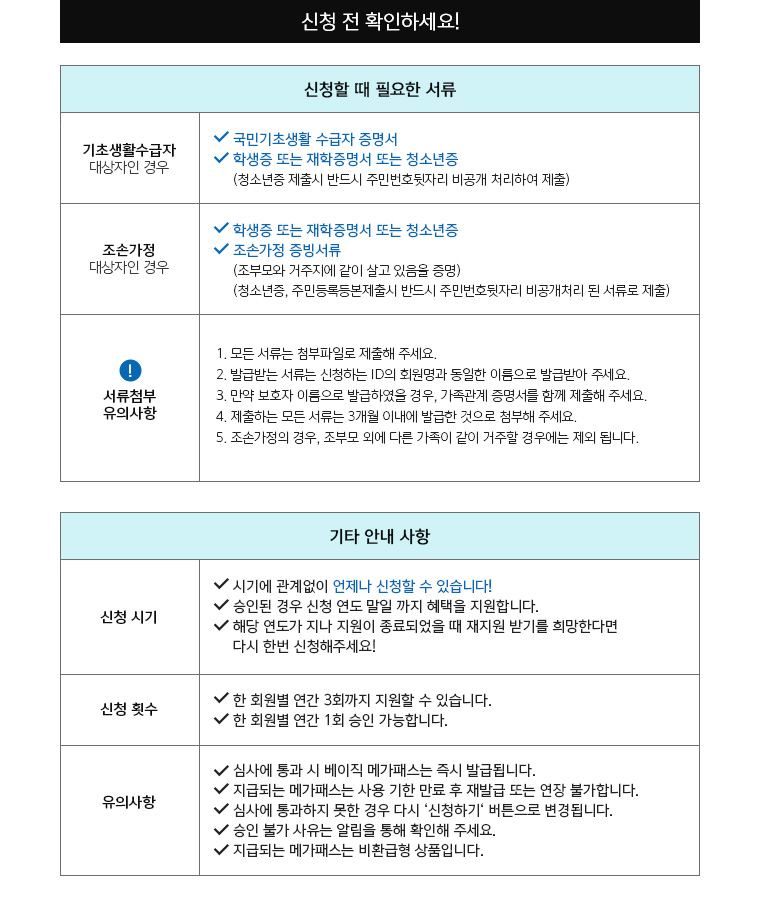 신청 전 확인하세요!
신청할 때 필요한 서류
기초생활수급자
대상자인 경우
국민기초생활 수급자 증명서
학생증 또는 재학증명서 또는 청소년증
(청소년증 제출시 반드시 주민번호뒷자리 비공개 처리하여 제출)
조손가정
대상자인 경우
학생증 또는 재학증명서 또는 청소년증
조손가정 증빙서류
(조부모와 거주지에 같이 살고 있음을 증명)
(청소년증, 주민등록등본제출시 반드시 주민번호뒷자리 비공개처리 된 서류로 제출)
서류첨부
유의사항
1. 모든 서류는 첨부파일로 제출해 주세요.
2. 발급받는 서류는 신청하는 ID의 회원명과 동일한 이름으로 발급받아 주세요.
3. 만약 보호자 이름으로 발급하였을 경우, 가족관계 증명서를 함께 제출해 주세요.
4. 제출하는 모든 서류는 3개월 이내에 발급한 것으로 첨부해 주세요.
5. 조손가정의 경우, 조부모 외에 다른 가족이 같이 거주할 경우에는 제외 됩니다.
기타 안내 사항
신청 시기
시기에 관계없이 언제나 신청할 수 있습니다!
승인된 경우 신청 연도 말일 까지 혜택을 지원합니다.
해당 연도가 지나 지원이 종료되었을 때 재지원 받기를 희망한다면
다시 한번 신청해주세요!
신청 횟수
한 회원별 연간 3회까지 지원할 수 있습니다.
한 회원별 연간 1회 승인 가능합니다.
유의사항
심사에 통과 시 베이직 메가패스는 즉시 발급됩니다.
지급되는 메가패스는 사용 기한 만료 후 재발급 또는 연장 불가합니다.
심사에 통과하지 못한 경우 다시 ‘신청하기‘ 버튼으로 변경됩니다.
승인 불가 사유는 알림을 통해 확인해 주세요.
지급되는 메가패스는 비환급형 상품입니다.